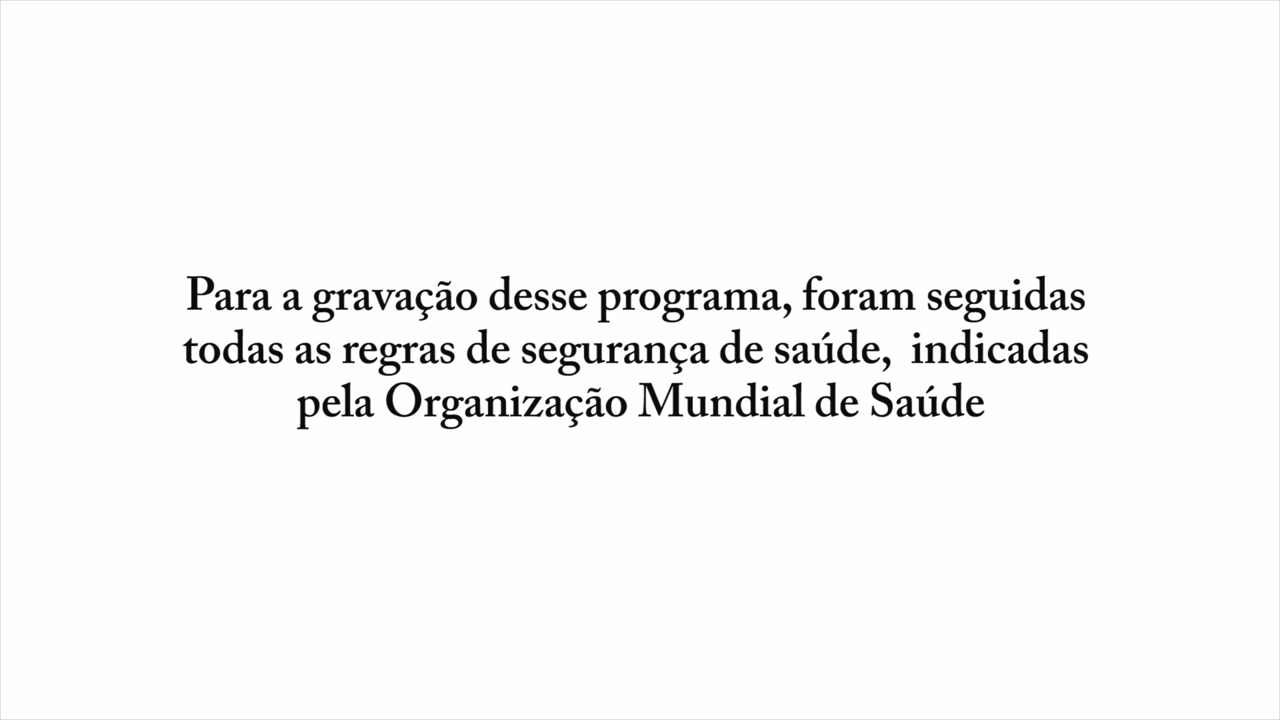 Para a gravação desse programa, foram seguidas
todas as regras de segurança de saúde,  indicadas
pela Organização Mundial de Saúde